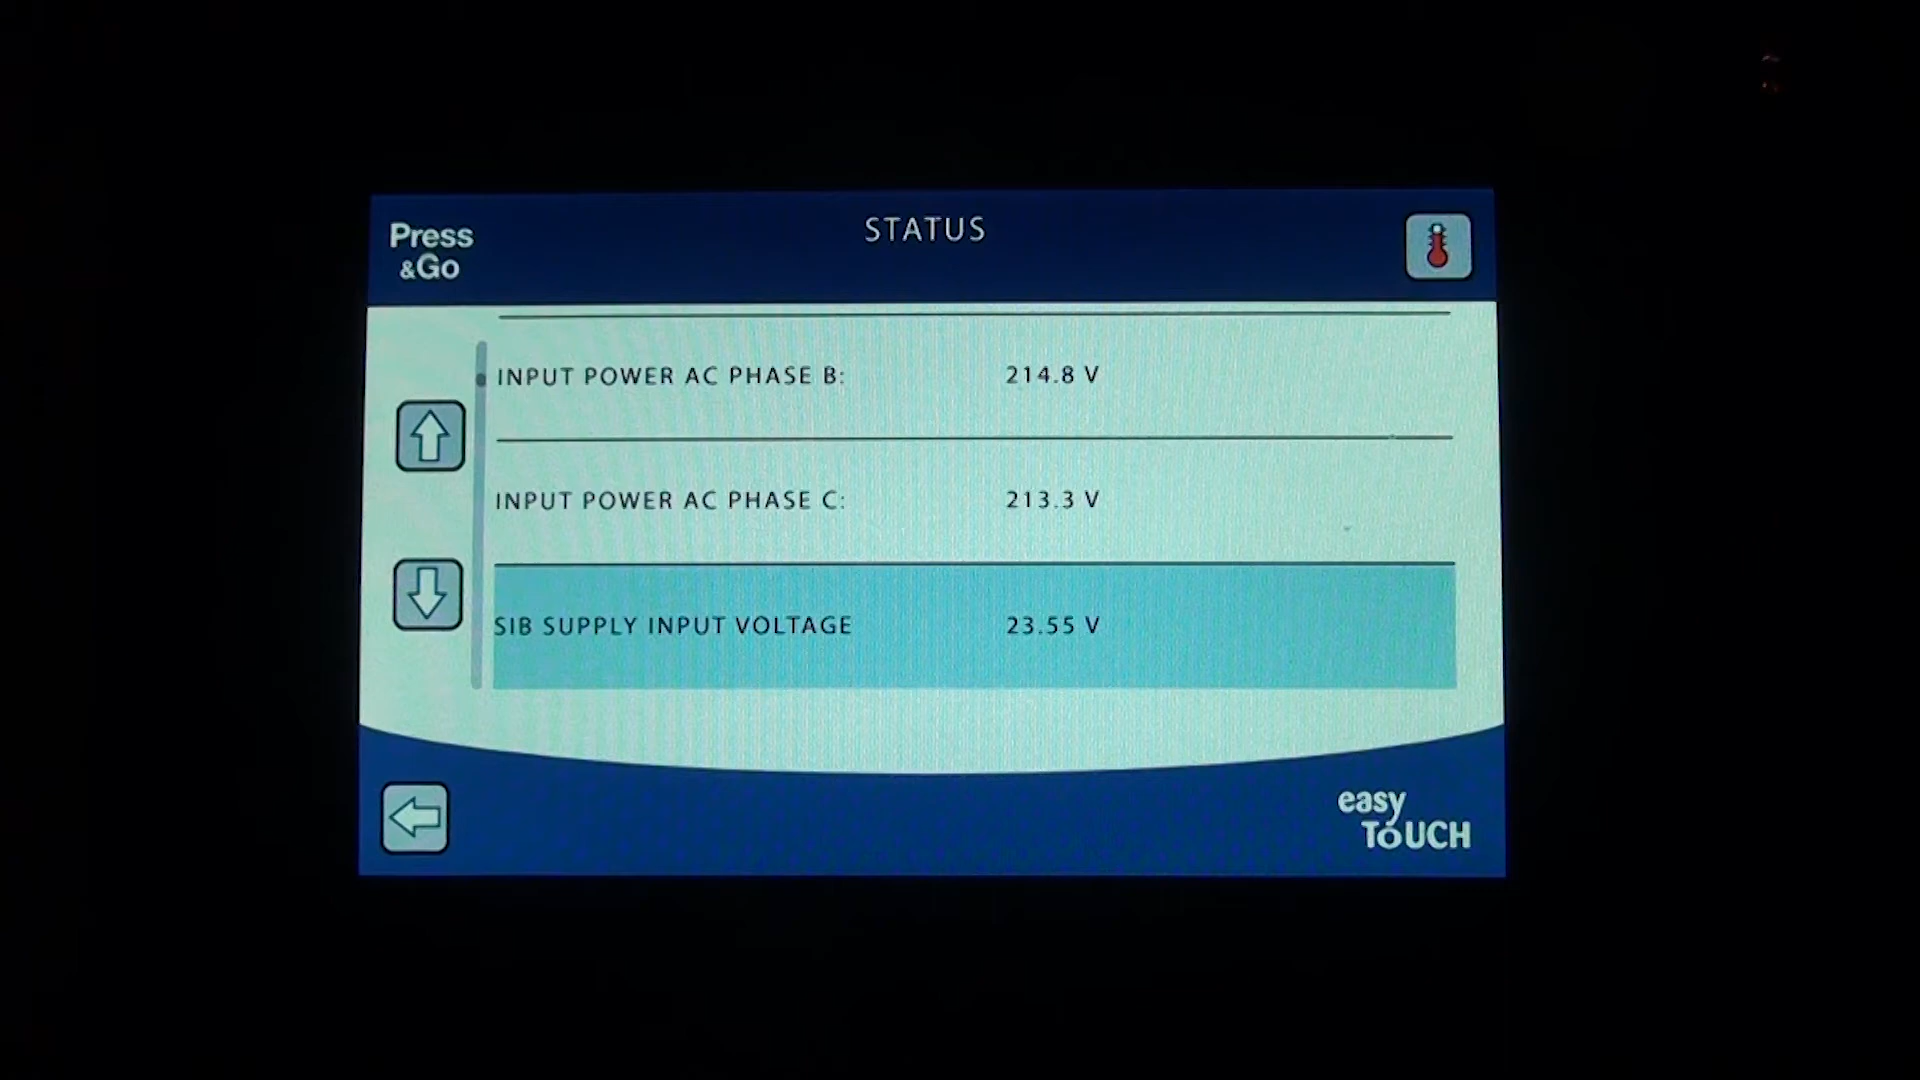 Press
&Go
STATUS
INPUT POWER AC PHASE B: 214.8 V
INPUT POWER AC PHASE C: 213.3 V
SIB SUPPLY INPUT VOLTAGE 23.55 V
easy
TOUCH